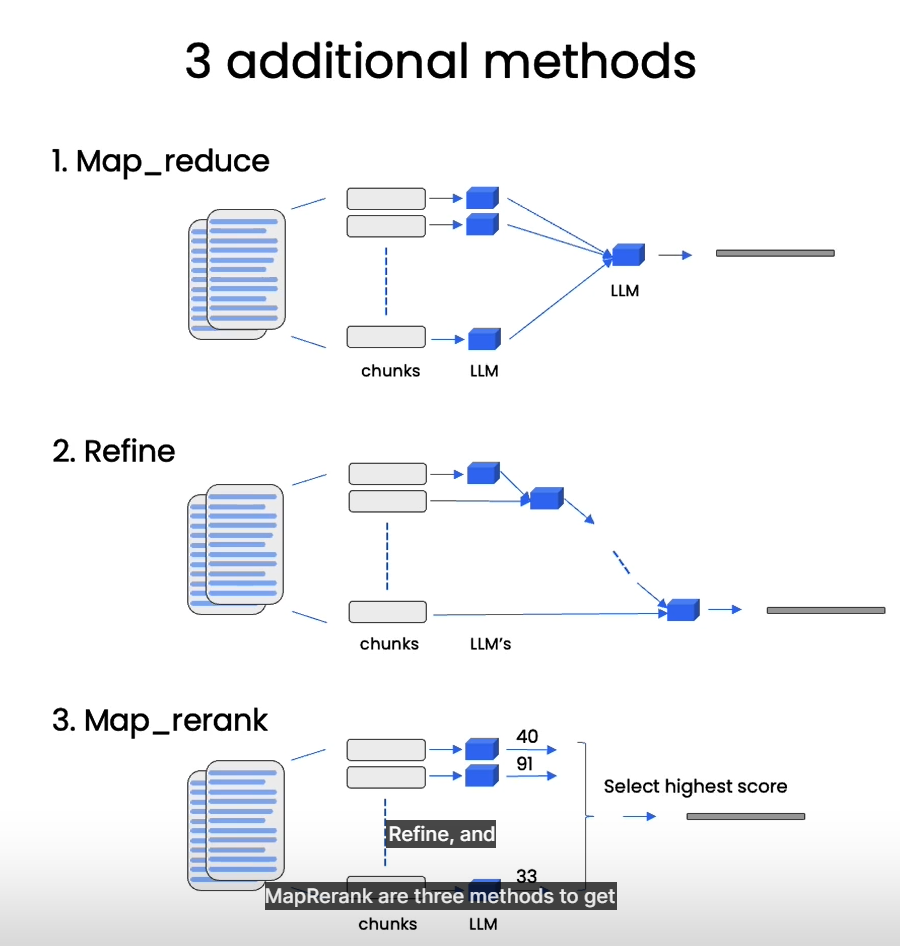 3 additional methods
1. Map_reduce
LLM
chunks
LLM
2. Refine
chunks
LLM's
3. Map_rerank
40
91
Select highest score
Refine, and
33
MapRerank are three methods to get
chunks
LLM